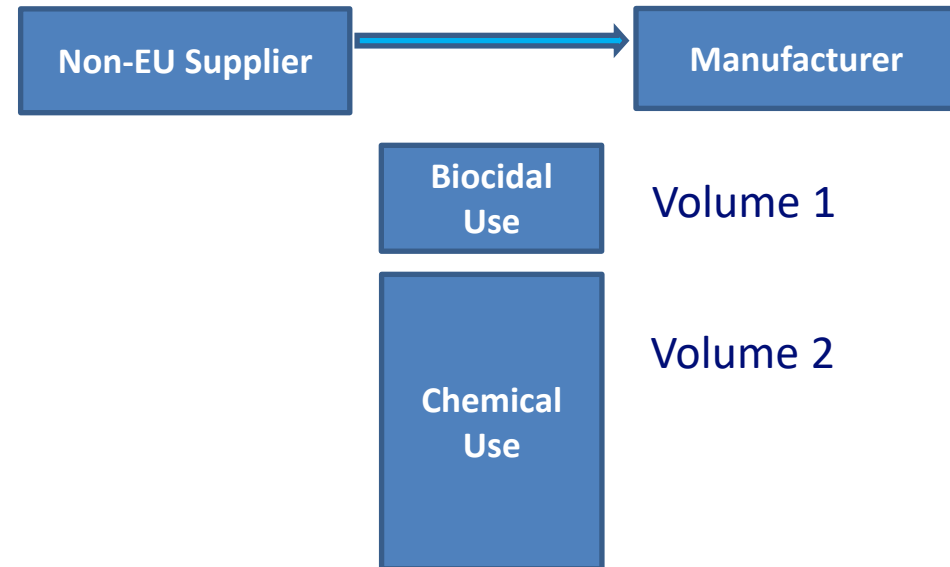 Non-EU Supplier
Manufacturer
Biocidal
Use
Volume 1
Volume 2
Chemical
Use